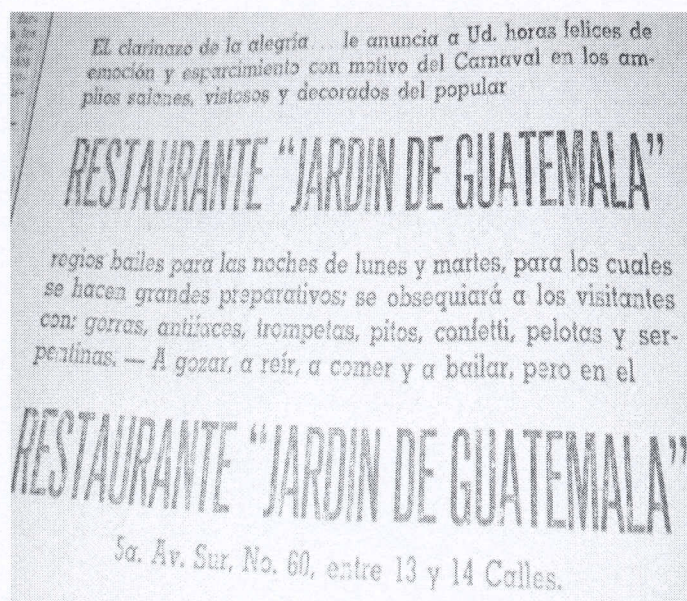 EL clarinazo de la alegría... le anuncia a Ud. horas felices de
emoción y esparcimiento con motivo del Carnaval en los am-
plios salones, vistosos y decorados del popular
RESTAURANTE "JARDIN DE GUATEMALA"
regios bailes para las noches de lunes y martes, para los cuales
se hacen grandes preparativos; se obsequiará a los visitantes
con: gorras, antifaces, trompetas, pitos, confetti, pelotas y ser-
pentinas. — A gozar, a reír, a comer y a bailar, pero en el
RESTAURANTE "JARDIN DE GUATEMALA"
5a. Av. Sur, No. 60, entre 13 y 14 Calles.